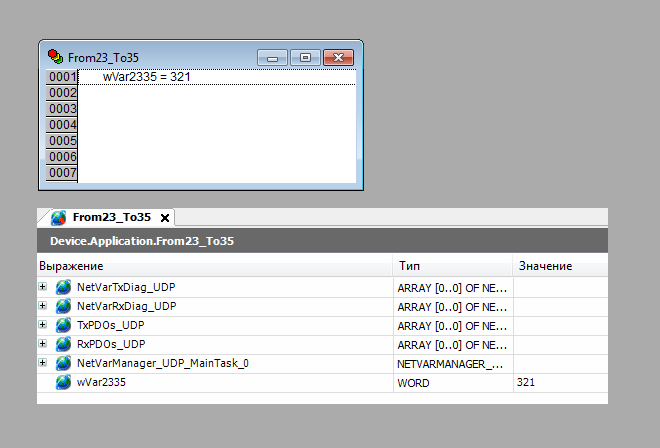 From23_To35
0001 wVar2335 = 321
0002
0003
0004
0005
0006
0007
From23_To35
Device.Application.From23_To35
Выражение Тип Значение
NetVarTxDiag_UDP ARRAY [0..0] OF NE...
NetVarRxDiag_UDP ARRAY [0..0] OF NE...
TxPDOs_UDP ARRAY [0..0] OF NE...
RxPDOs_UDP ARRAY [0..0] OF NE...
NetVarManager_UDP_MainTask_0 NETVARMANAGER_...
wVar2335 WORD 321